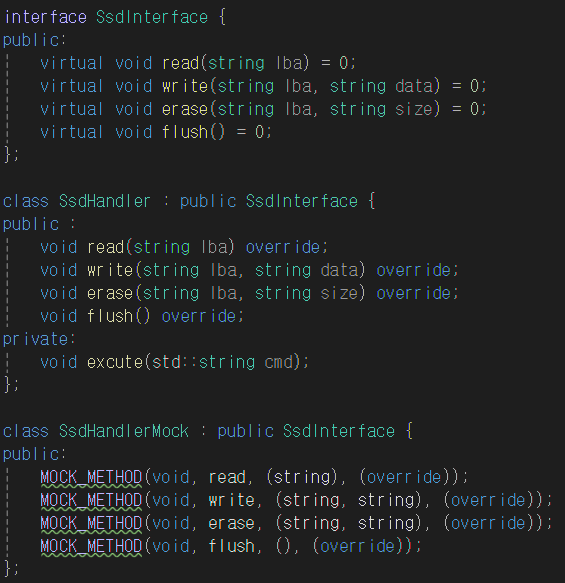 interface SsdInterface {
public:
    virtual void read(string lba) = 0;
    virtual void write(string lba, string data) = 0;
    virtual void erase(string lba, string size) = 0;
    virtual void flush() = 0;
};

class SsdHandler : public SsdInterface {
public :
    void read(string lba) override;
    void write(string lba, string data) override;
    void erase(string lba, string size) override;
    void flush() override;
private:
    void excute(std::string cmd);
};

class SsdHandlerMock : public SsdInterface {
public:
    MOCK_METHOD(void, read, (string), (override));
    MOCK_METHOD(void, write, (string, string), (override));
    MOCK_METHOD(void, erase, (string, string), (override));
    MOCK_METHOD(void, flush, (), (override));
};